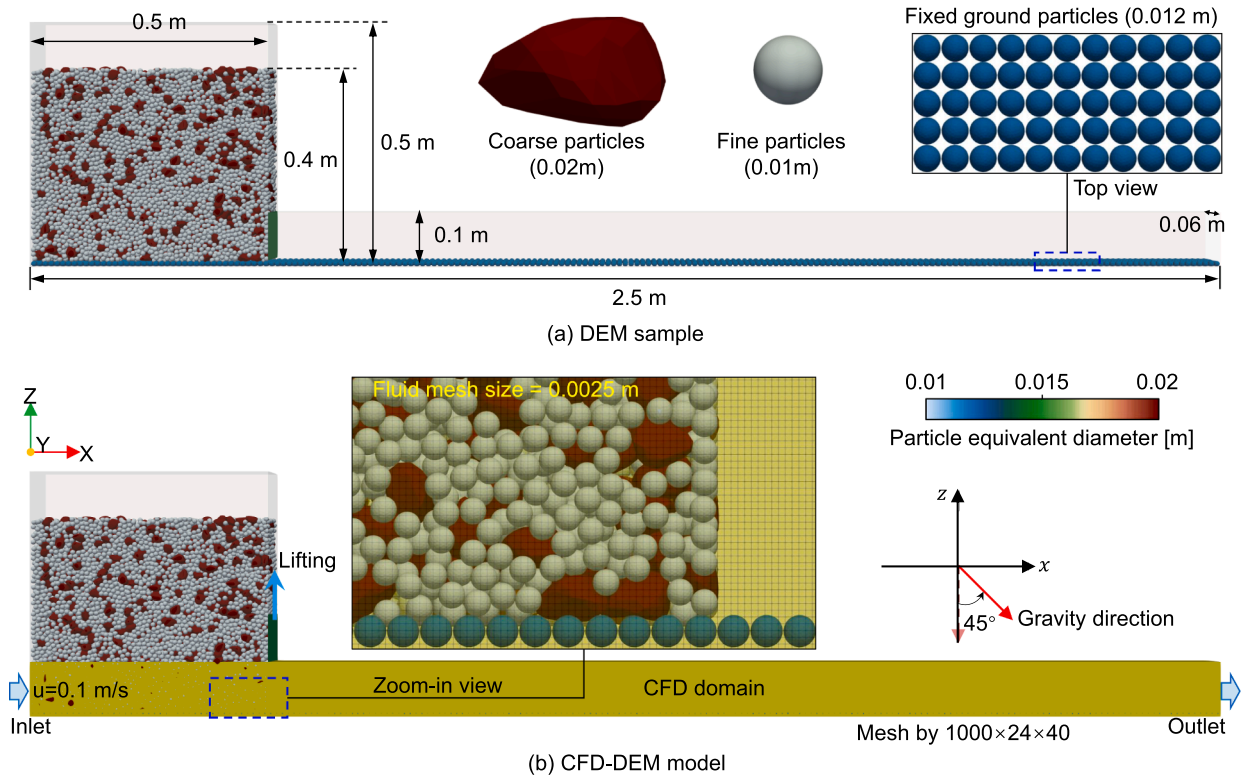 0.5 m
Fixed ground particles (0.012 m)
0.5 m
0.4 m
Coarse particles
(0.02m)
Fine particles
(0.01m)
Top view
0.1 m
0.06 m
2.5 m
(a) DEM sample
Z
Y
X
Fluid mesh size = 0.0025 m
0.01
0.015
0.02
Particle equivalent diameter [m]
Lifting
z
x
45°
Gravity direction
u=0.1 m/s
Zoom-in view
CFD domain
Inlet
Mesh by 1000×24×40
Outlet
(b) CFD-DEM model